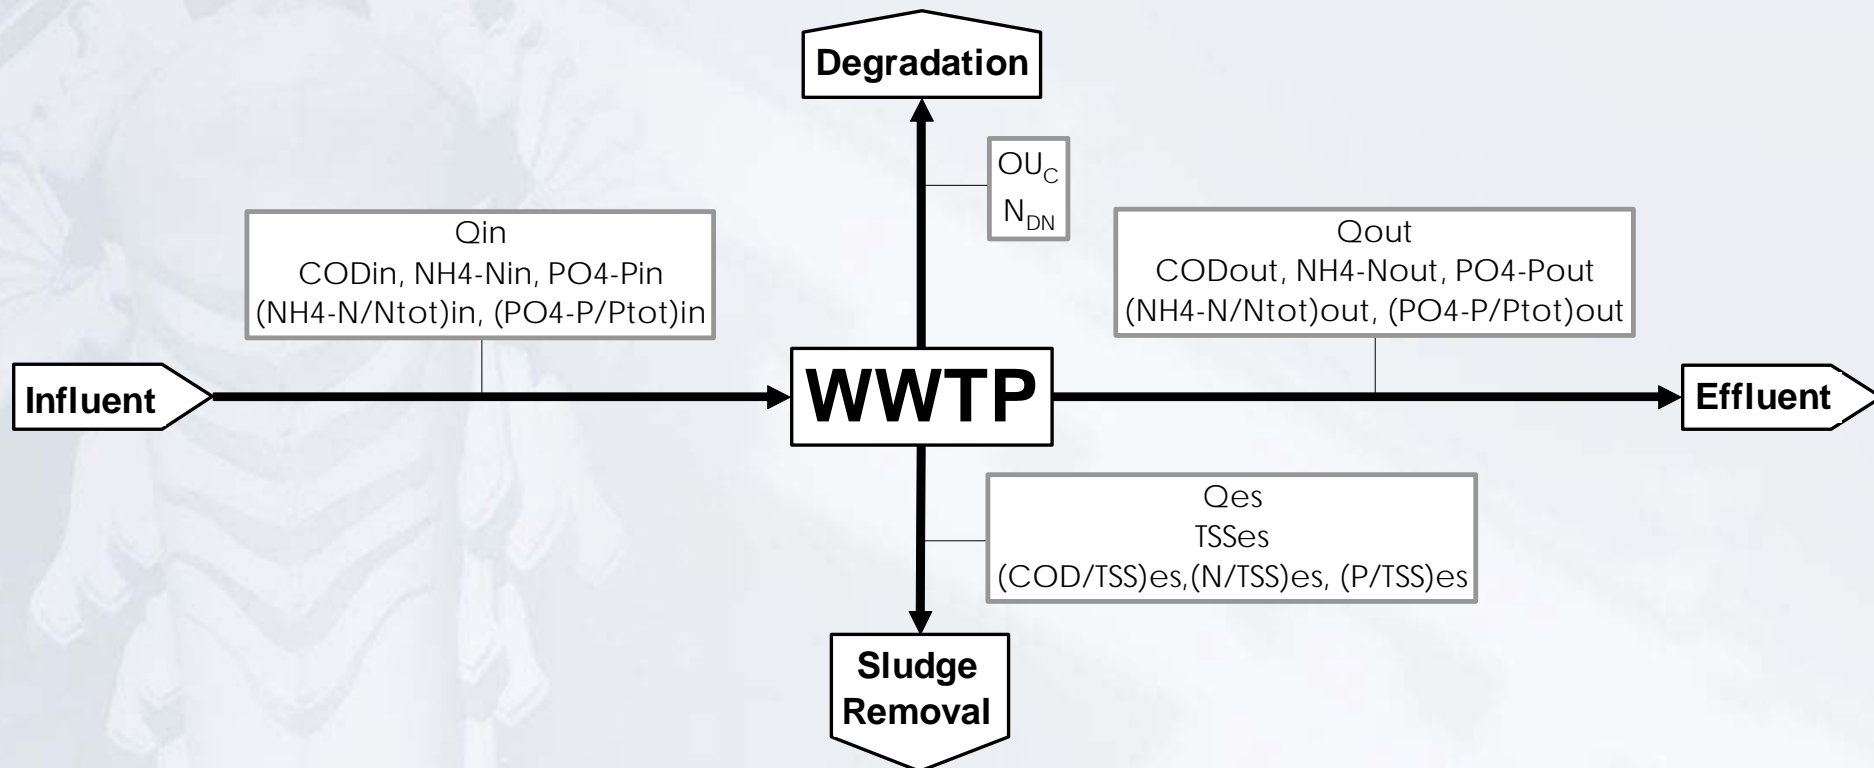 Degradation
OU_C
N_DN
Qin
CODin, NH4-Nin, PO4-Pin
(NH4-N/Ntot)in, (PO4-P/Ptot)in
Qout
CODout, NH4-Nout, PO4-Pout
(NH4-N/Ntot)out, (PO4-P/Ptot)out
Influent
WWTP
Effluent
Qes
TSSes
(COD/TSS)es,(N/TSS)es, (P/TSS)es
Sludge
Removal